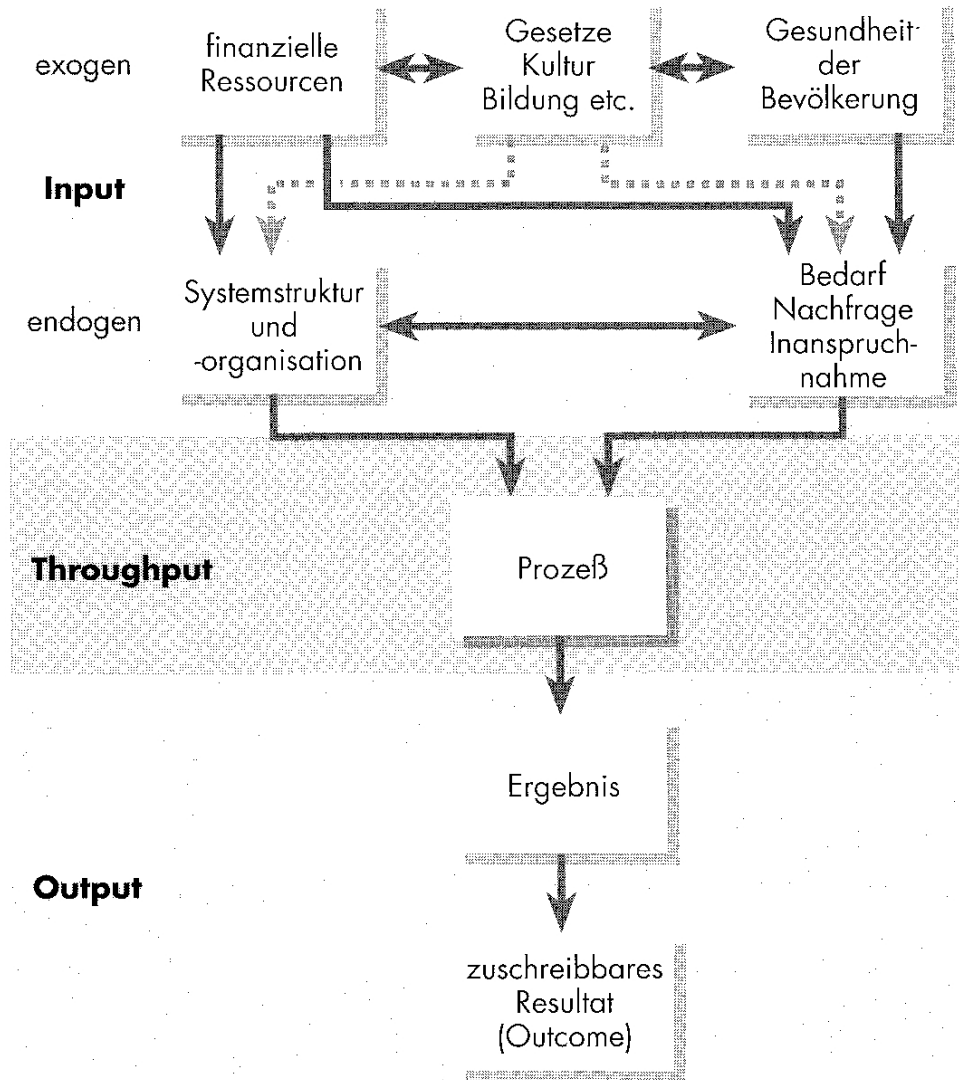 exogen
finanzielle
Ressourcen
Gesetze
Kultur
Bildung etc.
Gesundheit
der
Bevölkerung
Input
endogen
Systemstruktur
und
-organisation
Bedarf
Nachfrage
Inanspruch-
nahme
Throughput
Prozeß
Ergebnis
Output
zuschreibbares
Resultat
(Outcome)